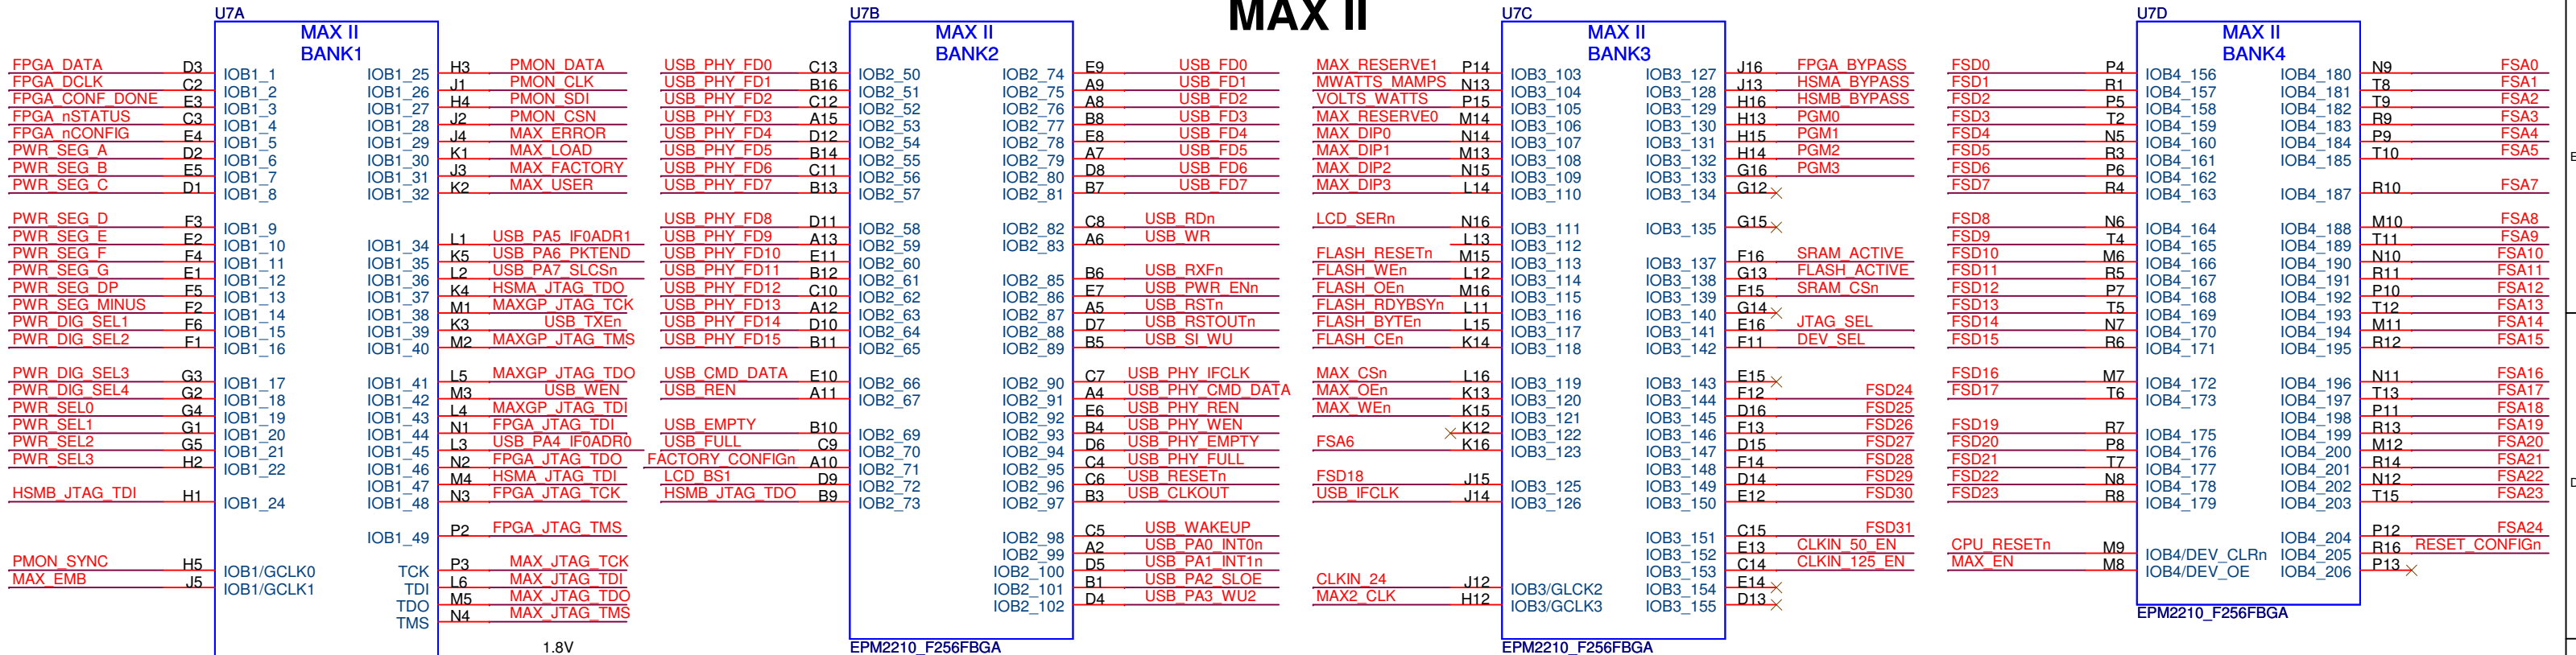 MAX II
U7A
MAX II
BANK1
FPGA_DATA D3 IOB1_1 IOB1_25 H3 PMON_DATA
FPGA_DCLK C2 IOB1_2 IOB1_26 J1 PMON_CLK
FPGA_CONF_DONE E3 IOB1_3 IOB1_27 H4 PMON_SDI
FPGA_nSTATUS C3 IOB1_4 IOB1_28 J2 PMON_CSN
FPGA_nCONFIG E4 IOB1_5 IOB1_29 J4 MAX_ERROR
PWR_SEG_A D2 IOB1_6 IOB1_30 K1 MAX_LOAD
PWR_SEG_B E5 IOB1_7 IOB1_31 J3 MAX_FACTORY
PWR_SEG_C D1 IOB1_8 IOB1_32 K2 MAX_USER
PWR_SEG_D F3 IOB1_9
PWR_SEG_E E2 IOB1_10 IOB1_34 L1 USB_PA5_IF0ADR1
PWR_SEG_F F4 IOB1_11 IOB1_35 K5 USB_PA6_PKTEND
PWR_SEG_G E1 IOB1_12 IOB1_36 L2 USB_PA7_SLCSn
PWR_SEG_DP F5 IOB1_13 IOB1_37 K4 HSMA_JTAG_TDO
PWR_SEG_MINUS F2 IOB1_14 IOB1_38 M1 MAXGP_JTAG_TCK
PWR_DIG_SEL1 F6 IOB1_15 IOB1_39 K3 USB_TXEn
PWR_DIG_SEL2 F1 IOB1_16 IOB1_40 M2 MAXGP_JTAG_TMS
PWR_DIG_SEL3 G3 IOB1_17 IOB1_41 L5 MAXGP_JTAG_TDO
PWR_DIG_SEL4 G2 IOB1_18 IOB1_42 M3 USB_WEN
PWR_SEL0 G4 IOB1_19 IOB1_43 L4 MAXGP_JTAG_TDI
PWR_SEL1 G1 IOB1_20 IOB1_44 N1 FPGA_JTAG_TDI
PWR_SEL2 G5 IOB1_21 IOB1_45 L3 USB_PA4_IF0ADR0
PWR_SEL3 H2 IOB1_22 IOB1_46 N2 FPGA_JTAG_TDO
IOB1_47 M4 HSMA_JTAG_TDI
HSMB_JTAG_TDI H1 IOB1_24 IOB1_48 N3 FPGA_JTAG_TCK
IOB1_49 P2 FPGA_JTAG_TMS
PMON_SYNC H5 IOB1/GCLK0 TCK P3 MAX_JTAG_TCK
MAX_EMB J5 IOB1/GCLK1 TDI L6 MAX_JTAG_TDI
TDO M5 MAX_JTAG_TDO
TMS N4 MAX_JTAG_TMS
1.8V
U7B
MAX II
BANK2
USB_PHY_FD0 C13 IOB2_50 IOB2_74 E9 USB_FD0
USB_PHY_FD1 B16 IOB2_51 IOB2_75 A9 USB_FD1
USB_PHY_FD2 C12 IOB2_52 IOB2_76 A8 USB_FD2
USB_PHY_FD3 A15 IOB2_53 IOB2_77 B8 USB_FD3
USB_PHY_FD4 D12 IOB2_54 IOB2_78 E8 USB_FD4
USB_PHY_FD5 B14 IOB2_55 IOB2_79 A7 USB_FD5
USB_PHY_FD6 C11 IOB2_56 IOB2_80 D8 USB_FD6
USB_PHY_FD7 B13 IOB2_57 IOB2_81 B7 USB_FD7
USB_PHY_FD8 D11 IOB2_58 IOB2_82 C8 USB_RDn
USB_PHY_FD9 A13 IOB2_59 IOB2_83 A6 USB_WR
USB_PHY_FD10 E11 IOB2_60
USB_PHY_FD11 B12 IOB2_61 IOB2_85 B6 USB_RXFn
USB_PHY_FD12 C10 IOB2_62 IOB2_86 E7 USB_PWR_ENn
USB_PHY_FD13 A12 IOB2_63 IOB2_87 A5 USB_RSTn
USB_PHY_FD14 D10 IOB2_64 IOB2_88 D7 USB_RSTOUTn
USB_PHY_FD15 B11 IOB2_65 IOB2_89 B5 USB_SI_WU
USB_CMD_DATA E10 IOB2_66 IOB2_90 C7 USB_PHY_IFCLK
USB_REN A11 IOB2_67 IOB2_91 A4 USB_PHY_CMD_DATA
IOB2_92 E6 USB_PHY_REN
USB_EMPTY B10 IOB2_69 IOB2_93 B4 USB_PHY_WEN
USB_FULL C9 IOB2_70 IOB2_94 D6 USB_PHY_EMPTY
FACTORY_CONFIGn A10 IOB2_71 IOB2_95 C4 USB_PHY_FULL
LCD_BS1 D9 IOB2_72 IOB2_96 C6 USB_RESETn
HSMB_JTAG_TDO B9 IOB2_73 IOB2_97 B3 USB_CLKOUT
IOB2_98 C5 USB_WAKEUP
IOB2_99 A2 USB_PA0_INT0n
IOB2_100 D5 USB_PA1_INT1n
IOB2_101 B1 USB_PA2_SLOE
IOB2_102 D4 USB_PA3_WU2
EPM2210_F256FBGA
U7C
MAX II
BANK3
MAX_RESERVE1 P14 IOB3_103 IOB3_127 J16 FPGA_BYPASS
MWATTS_MAMPS N13 IOB3_104 IOB3_128 J13 HSMA_BYPASS
VOLTS_WATTS P15 IOB3_105 IOB3_129 H16 HSMB_BYPASS
MAX_RESERVE0 M14 IOB3_106 IOB3_130 H13 PGM0
MAX_DIP0 N14 IOB3_107 IOB3_131 H15 PGM1
MAX_DIP1 M13 IOB3_108 IOB3_132 H14 PGM2
MAX_DIP2 N15 IOB3_109 IOB3_133 G16 PGM3
MAX_DIP3 L14 IOB3_110 IOB3_134 G12
LCD_SERn N16 IOB3_111 IOB3_135 G15
L13 IOB3_112
FLASH_RESETn M15 IOB3_113 IOB3_137 F16 SRAM_ACTIVE
FLASH_WEn L12 IOB3_114 IOB3_138 G13 FLASH_ACTIVE
FLASH_OEn M16 IOB3_115 IOB3_139 F15 SRAM_CSn
FLASH_RDYBSYn L11 IOB3_116 IOB3_140 G14
FLASH_BYTEn L15 IOB3_117 IOB3_141 E16 JTAG_SEL
FLASH_CEn K14 IOB3_118 IOB3_142 F11 DEV_SEL
MAX_CSn L16 IOB3_119 IOB3_143 E15
MAX_OEn K13 IOB3_120 IOB3_144 F12 FSD24
MAX_WEn K15 IOB3_121 IOB3_145 D16 FSD25
K12 IOB3_122 IOB3_146 F13 FSD26
FSA6 K16 IOB3_123 IOB3_147 D15 FSD27
IOB3_148 F14 FSD28
FSD18 J15 IOB3_125 IOB3_149 D14 FSD29
USB_IFCLK J14 IOB3_126 IOB3_150 E12 FSD30
IOB3_151 C15 FSD31
IOB3_152 E13 CLKIN_50_EN
IOB3_153 C14 CLKIN_125_EN
CLKIN_24 J12 IOB3/GLCK2 IOB3_154 E14
MAX2_CLK H12 IOB3/GCLK3 IOB3_155 D13
EPM2210_F256FBGA
U7D
MAX II
BANK4
FSD0 P4 IOB4_156 IOB4_180 N9 FSA0
FSD1 R1 IOB4_157 IOB4_181 T8 FSA1
FSD2 P5 IOB4_158 IOB4_182 T9 FSA2
FSD3 T2 IOB4_159 IOB4_183 R9 FSA3
FSD4 N5 IOB4_160 IOB4_184 P9 FSA4
FSD5 R3 IOB4_161 IOB4_185 T10 FSA5
FSD6 P6 IOB4_162
FSD7 R4 IOB4_163 IOB4_187 R10 FSA7
FSD8 N6 IOB4_164 IOB4_188 M10 FSA8
FSD9 T4 IOB4_165 IOB4_189 T11 FSA9
FSD10 M6 IOB4_166 IOB4_190 N10 FSA10
FSD11 R5 IOB4_167 IOB4_191 R11 FSA11
FSD12 P7 IOB4_168 IOB4_192 P10 FSA12
FSD13 T5 IOB4_169 IOB4_193 T12 FSA13
FSD14 N7 IOB4_170 IOB4_194 M11 FSA14
FSD15 R6 IOB4_171 IOB4_195 R12 FSA15
FSD16 M7 IOB4_172 IOB4_196 N11 FSA16
FSD17 T6 IOB4_173 IOB4_197 T13 FSA17
IOB4_198 P11 FSA18
FSD19 R7 IOB4_175 IOB4_199 R13 FSA19
FSD20 P8 IOB4_176 IOB4_200 M12 FSA20
FSD21 T7 IOB4_177 IOB4_201 R14 FSA21
FSD22 N8 IOB4_178 IOB4_202 N12 FSA22
FSD23 R8 IOB4_179 IOB4_203 T15 FSA23
IOB4_204 P12 FSA24
CPU_RESETn M9 IOB4/DEV_CLRn IOB4_205 R16 RESET_CONFIGn
MAX_EN M8 IOB4/DEV_OE IOB4_206 P13
EPM2210_F256FBGA